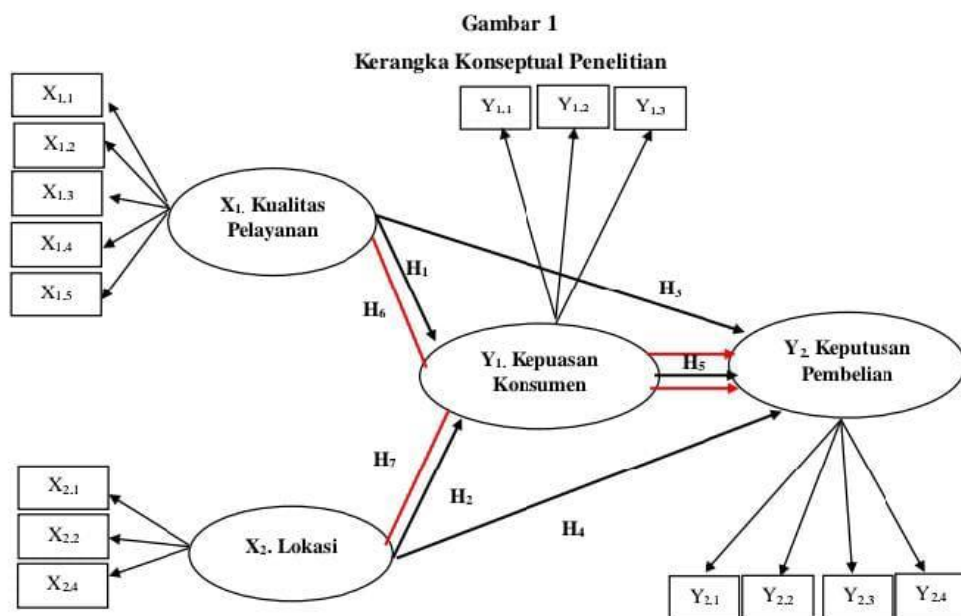 Gambar 1
Kerangka Konseptual Penelitian
X1.1
X1.2
X1.3
X1.4
X1.5
Y1.1
Y1.2
Y1.3
X1. Kualitas
Pelayanan
H1
H6
H3
Y1. Kepuasan
Konsumen
H5
Y2. Keputusan
Pembelian
H7
H2
H4
X2.1
X2.2
X2.4
X2. Lokasi
Y2.1
Y2.2
Y2.3
Y2.4